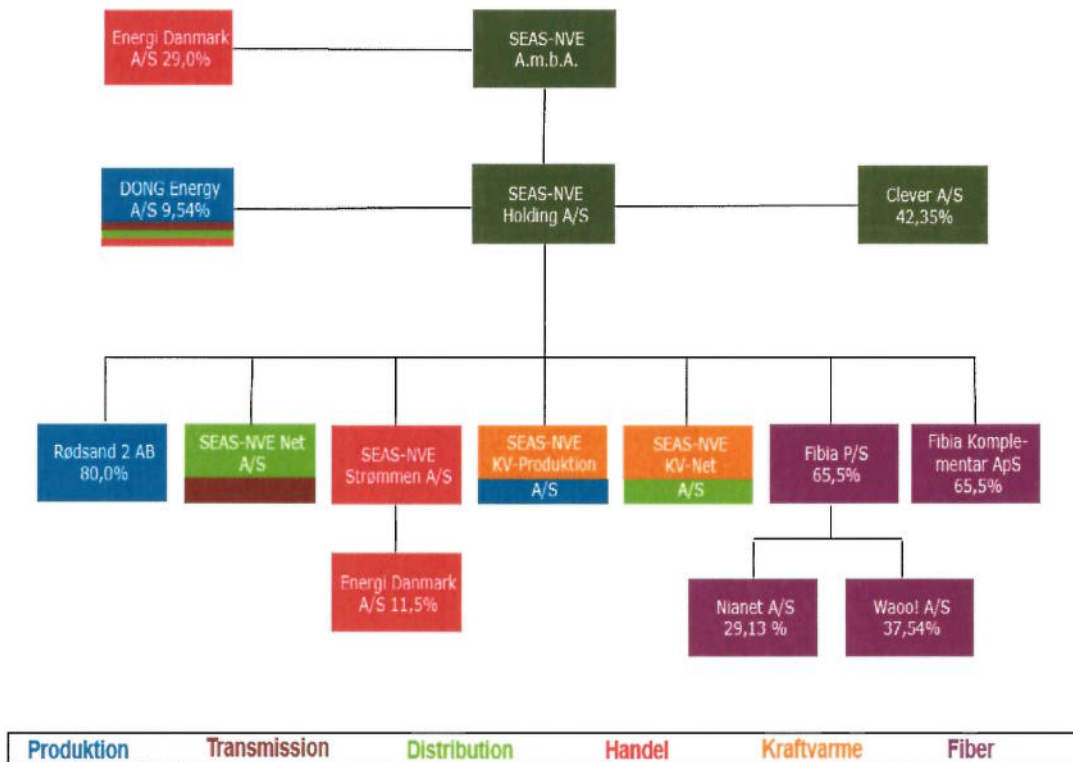 Energi Danmark
A/S 29,0%
SEAS-NVE
A.m.b.A.
DONG Energy
A/S 9,54%
SEAS-NVE
Holding A/S
Clever A/S
42,35%
Rødsand 2 AB
80,0%
SEAS-NVE Net
A/S
SEAS-NVE
Strømmen A/S
SEAS-NVE
KV-Produktion
A/S
SEAS-NVE
KV-Net
A/S
Fibia P/S
65,5%
Fibia Komple-
mentar ApS
65,5%
Energi Danmark
A/S 11,5%
Nianet A/S
29,13 %
Waoo! A/S
37,54%
Produktion Transmission Distribution Handel Kraftvarme Fiber